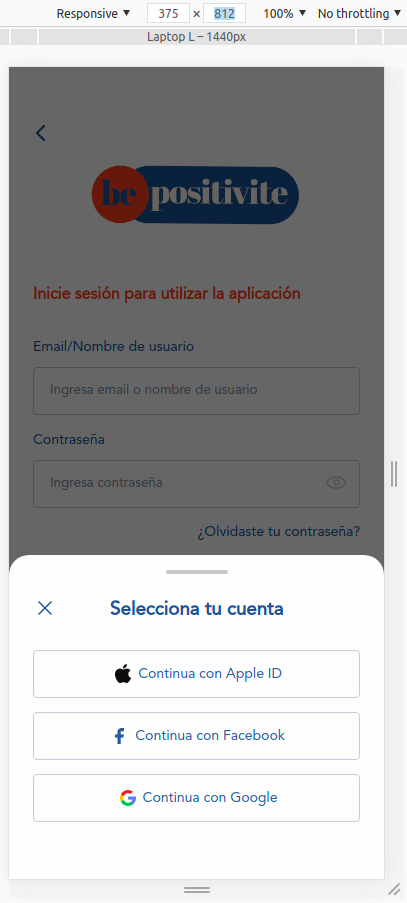 Responsive 375 × 812 100% No throttling
Laptop L – 1440px
be positivite
Inicie sesión para utilizar la aplicación
Email/Nombre de usuario
Ingresa email o nombre de usuario
Contraseña
Ingresa contraseña
¿Olvidaste tu contraseña?
Selecciona tu cuenta
Continua con Apple ID
Continua con Facebook
Continua con Google